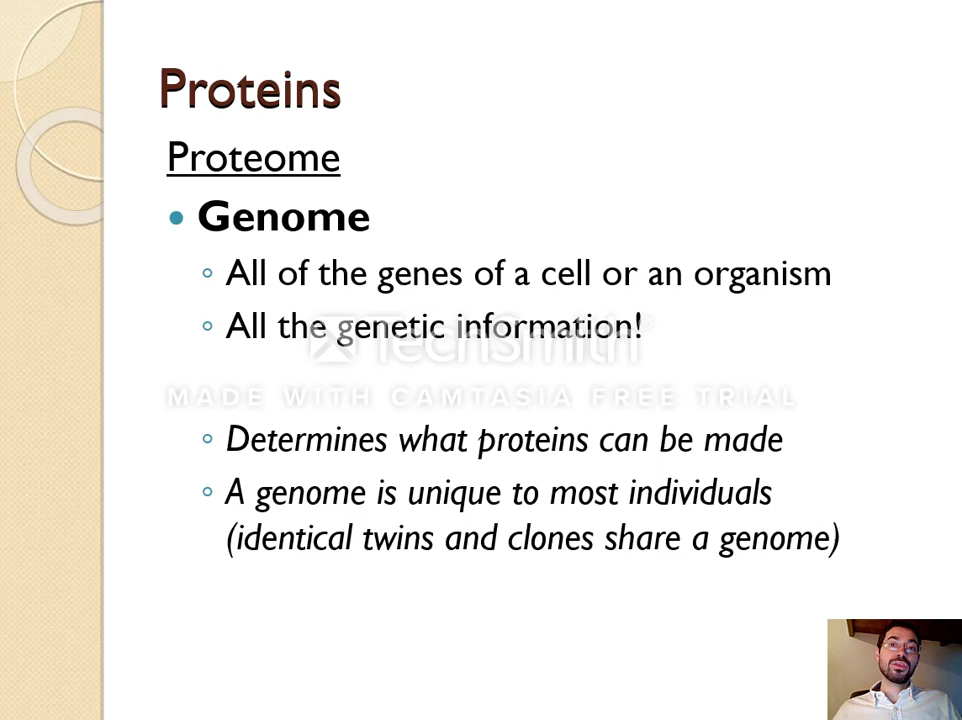 Proteins
Proteome
• Genome
◦ All of the genes of a cell or an organism
◦ All the genetic information!
TechSmith®
MADE WITH CAMTASIA FREE TRIAL
◦ Determines what proteins can be made
◦ A genome is unique to most individuals
(identical twins and clones share a genome)